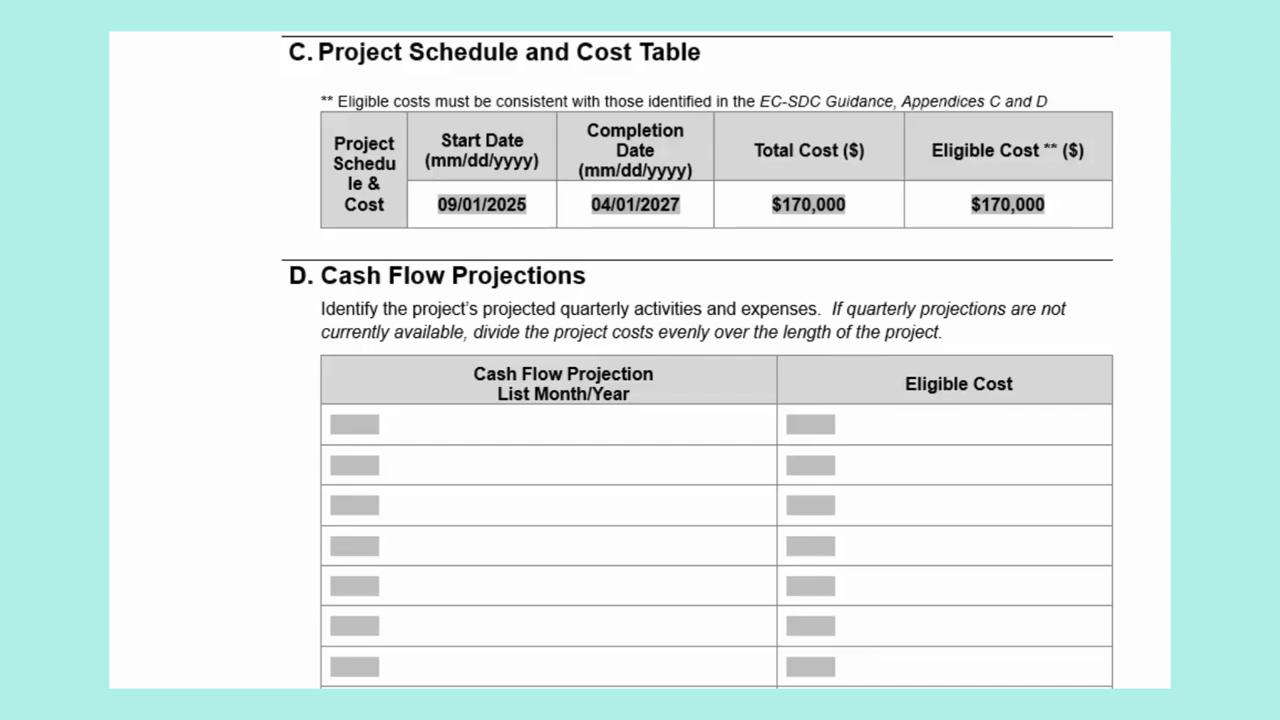 C. Project Schedule and Cost Table
** Eligible costs must be consistent with those identified in the EC-SDC Guidance, Appendices C and D
Project
Schedu
le &
Cost
Start Date
(mm/dd/yyyy)
Completion
Date
(mm/dd/yyyy)
Total Cost ($)
Eligible Cost ** ($)
09/01/2025
04/01/2027
$170,000
$170,000
D. Cash Flow Projections
Identify the project's projected quarterly activities and expenses. If quarterly projections are not
currently available, divide the project costs evenly over the length of the project.
Cash Flow Projection
List Month/Year
Eligible Cost